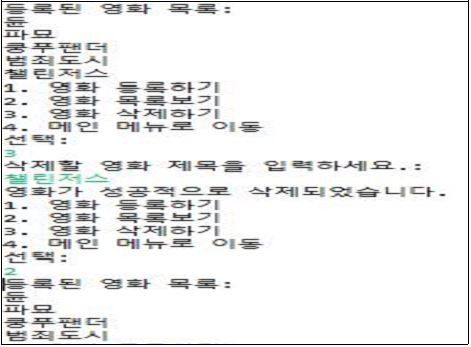 등록된 영화 목록:
듄
파묘
쿵푸팬더
범죄도시
챌린저스
1. 영화 등록하기
2. 영화 목록보기
3. 영화 삭제하기
4. 메인 메뉴로 이동
선택:
3
삭제할 영화 제목을 입력하세요.:
챌린저스
영화가 성공적으로 삭제되었습니다.
1. 영화 등록하기
2. 영화 목록보기
3. 영화 삭제하기
4. 메인 메뉴로 이동
선택:
2
등록된 영화 목록:
듄
파묘
쿵푸팬더
범죄도시